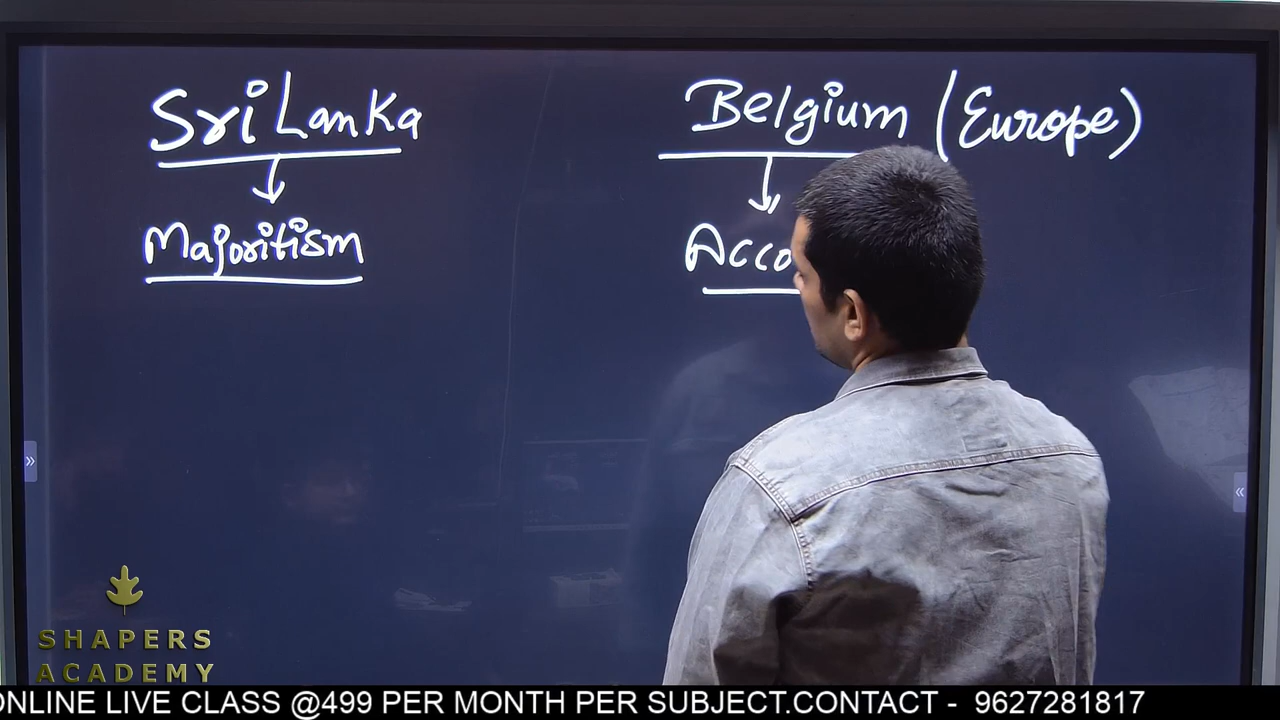 Sri Lanka
Majoritism
Belgium (Europe)
SHAPERS
ACADEMY
ONLINE LIVE CLASS @499 PER MONTH PER SUBJECT.CONTACT - 9627281817